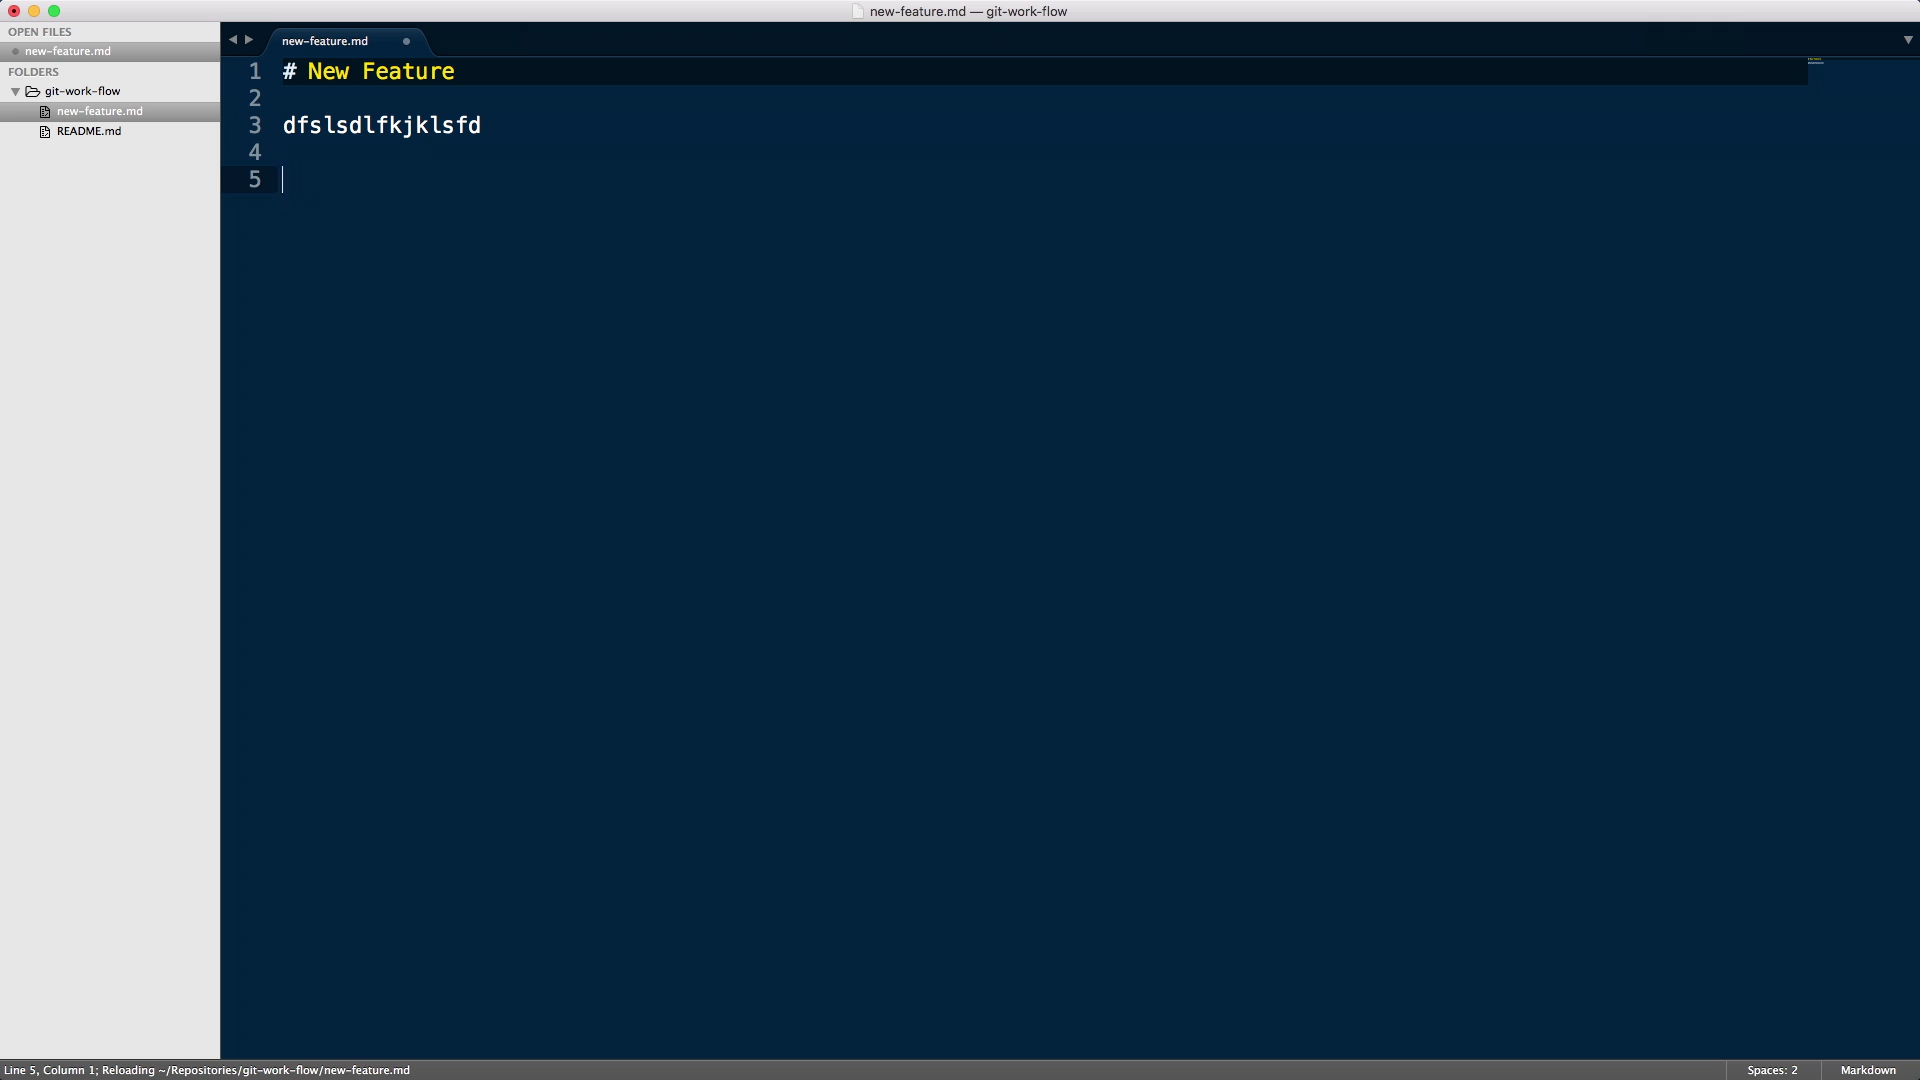 new-feature.md — git-work-flow
OPEN FILES
new-feature.md
FOLDERS
git-work-flow
new-feature.md
README.md
new-feature.md
1 # New Feature
2
3 dfslsdlfkjklsfd
4
5
Line 5, Column 1; Reloading ~/Repositories/git-work-flow/new-feature.md
Spaces: 2
Markdown